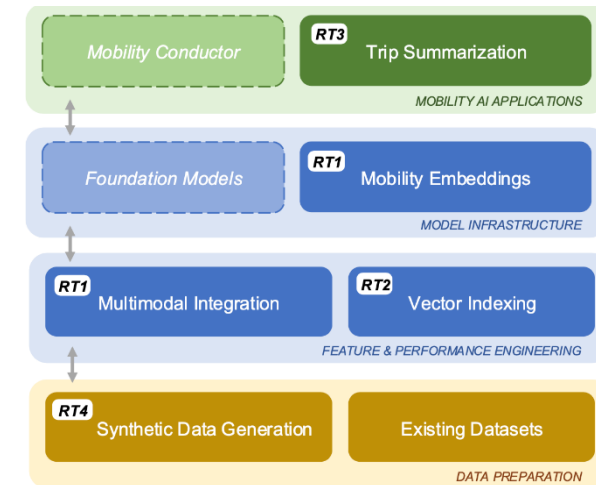 Mobility Conductor
RT3
Trip Summarization
MOBILITY AI APPLICATIONS
Foundation Models
RT1
Mobility Embeddings
MODEL INFRASTRUCTURE
RT1
Multimodal Integration
RT2
Vector Indexing
FEATURE & PERFORMANCE ENGINEERING
RT4
Synthetic Data Generation
Existing Datasets
DATA PREPARATION